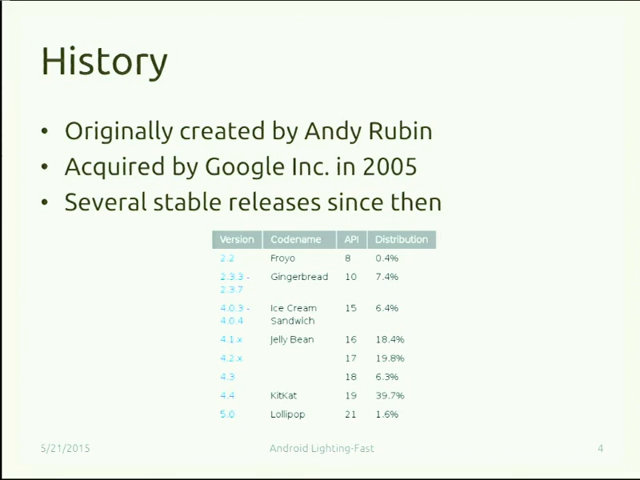 History
• Originally created by Andy Rubin
• Acquired by Google Inc. in 2005
• Several stable releases since then
Version Codename API Distribution
2.2 Froyo 8 0.4%
2.3.3 - Gingerbread 10 7.4%
2.3.7
4.0.3 - Ice Cream 15 6.4%
4.0.4 Sandwich
4.1.x Jelly Bean 16 18.4%
4.2.x 17 19.8%
4.3 18 6.3%
4.4 KitKat 19 39.7%
5.0 Lollipop 21 1.6%
5/21/2015 Android Lighting-Fast 4